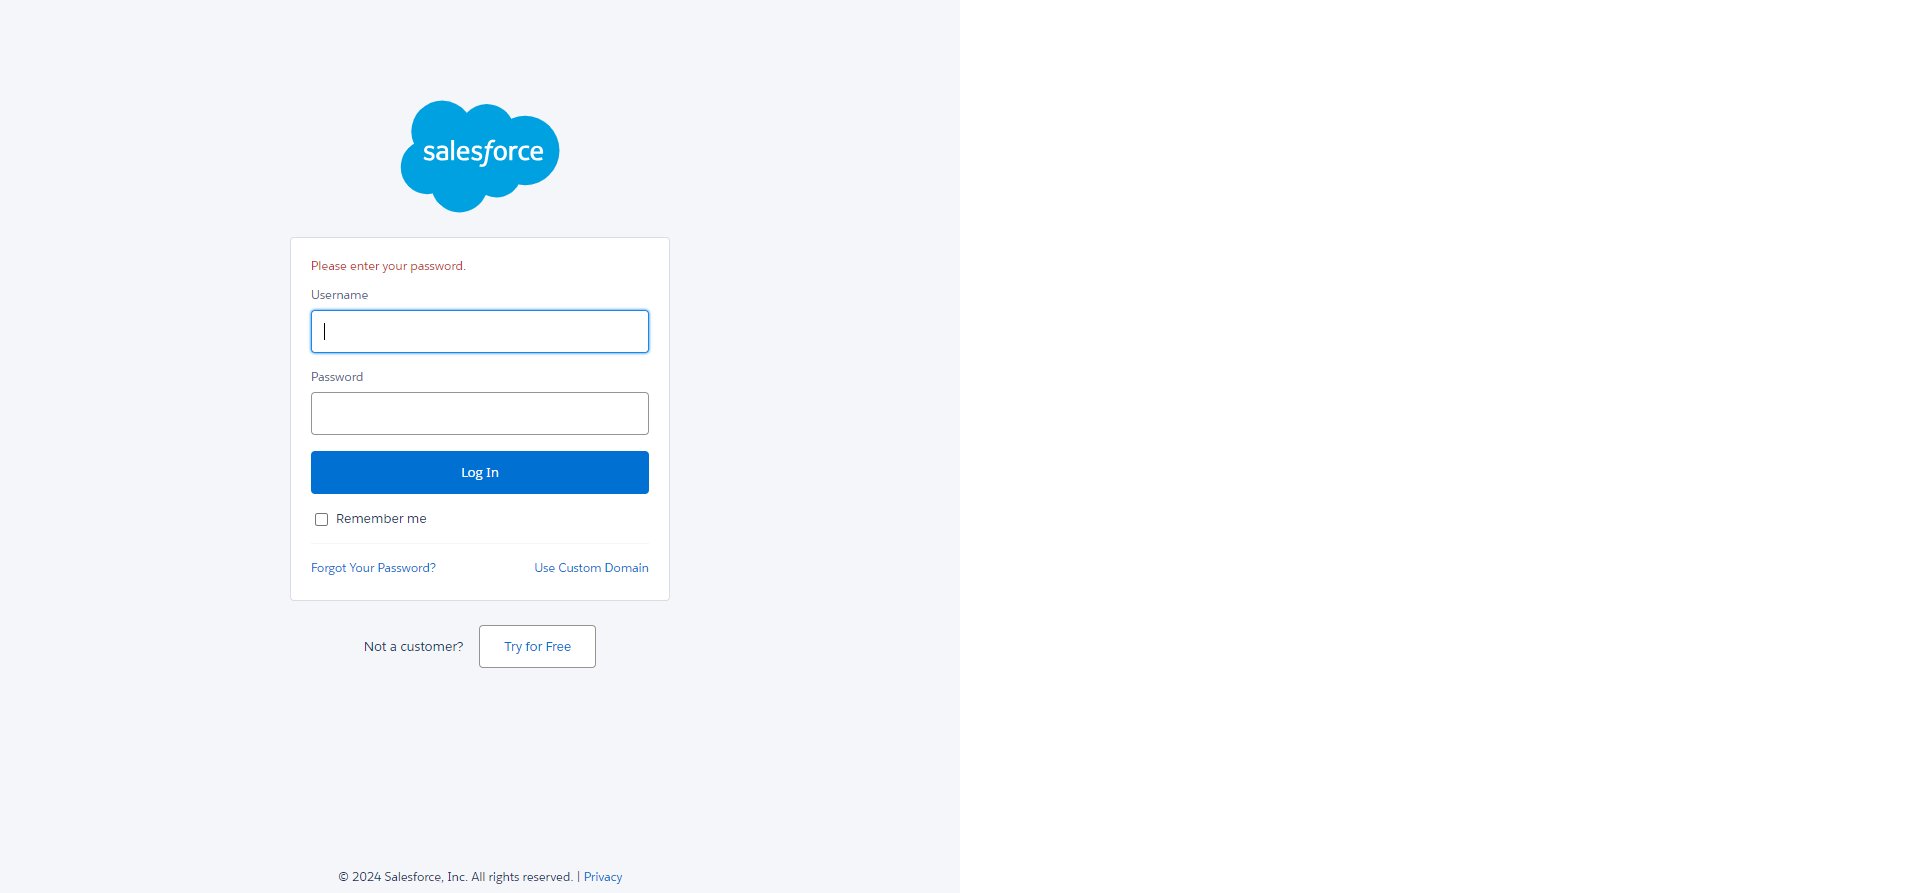 salesforce
Please enter your password.
Username
Password
Log In
Remember me
Forgot Your Password? Use Custom Domain
Not a customer? Try for Free
© 2024 Salesforce, Inc. All rights reserved. | Privacy